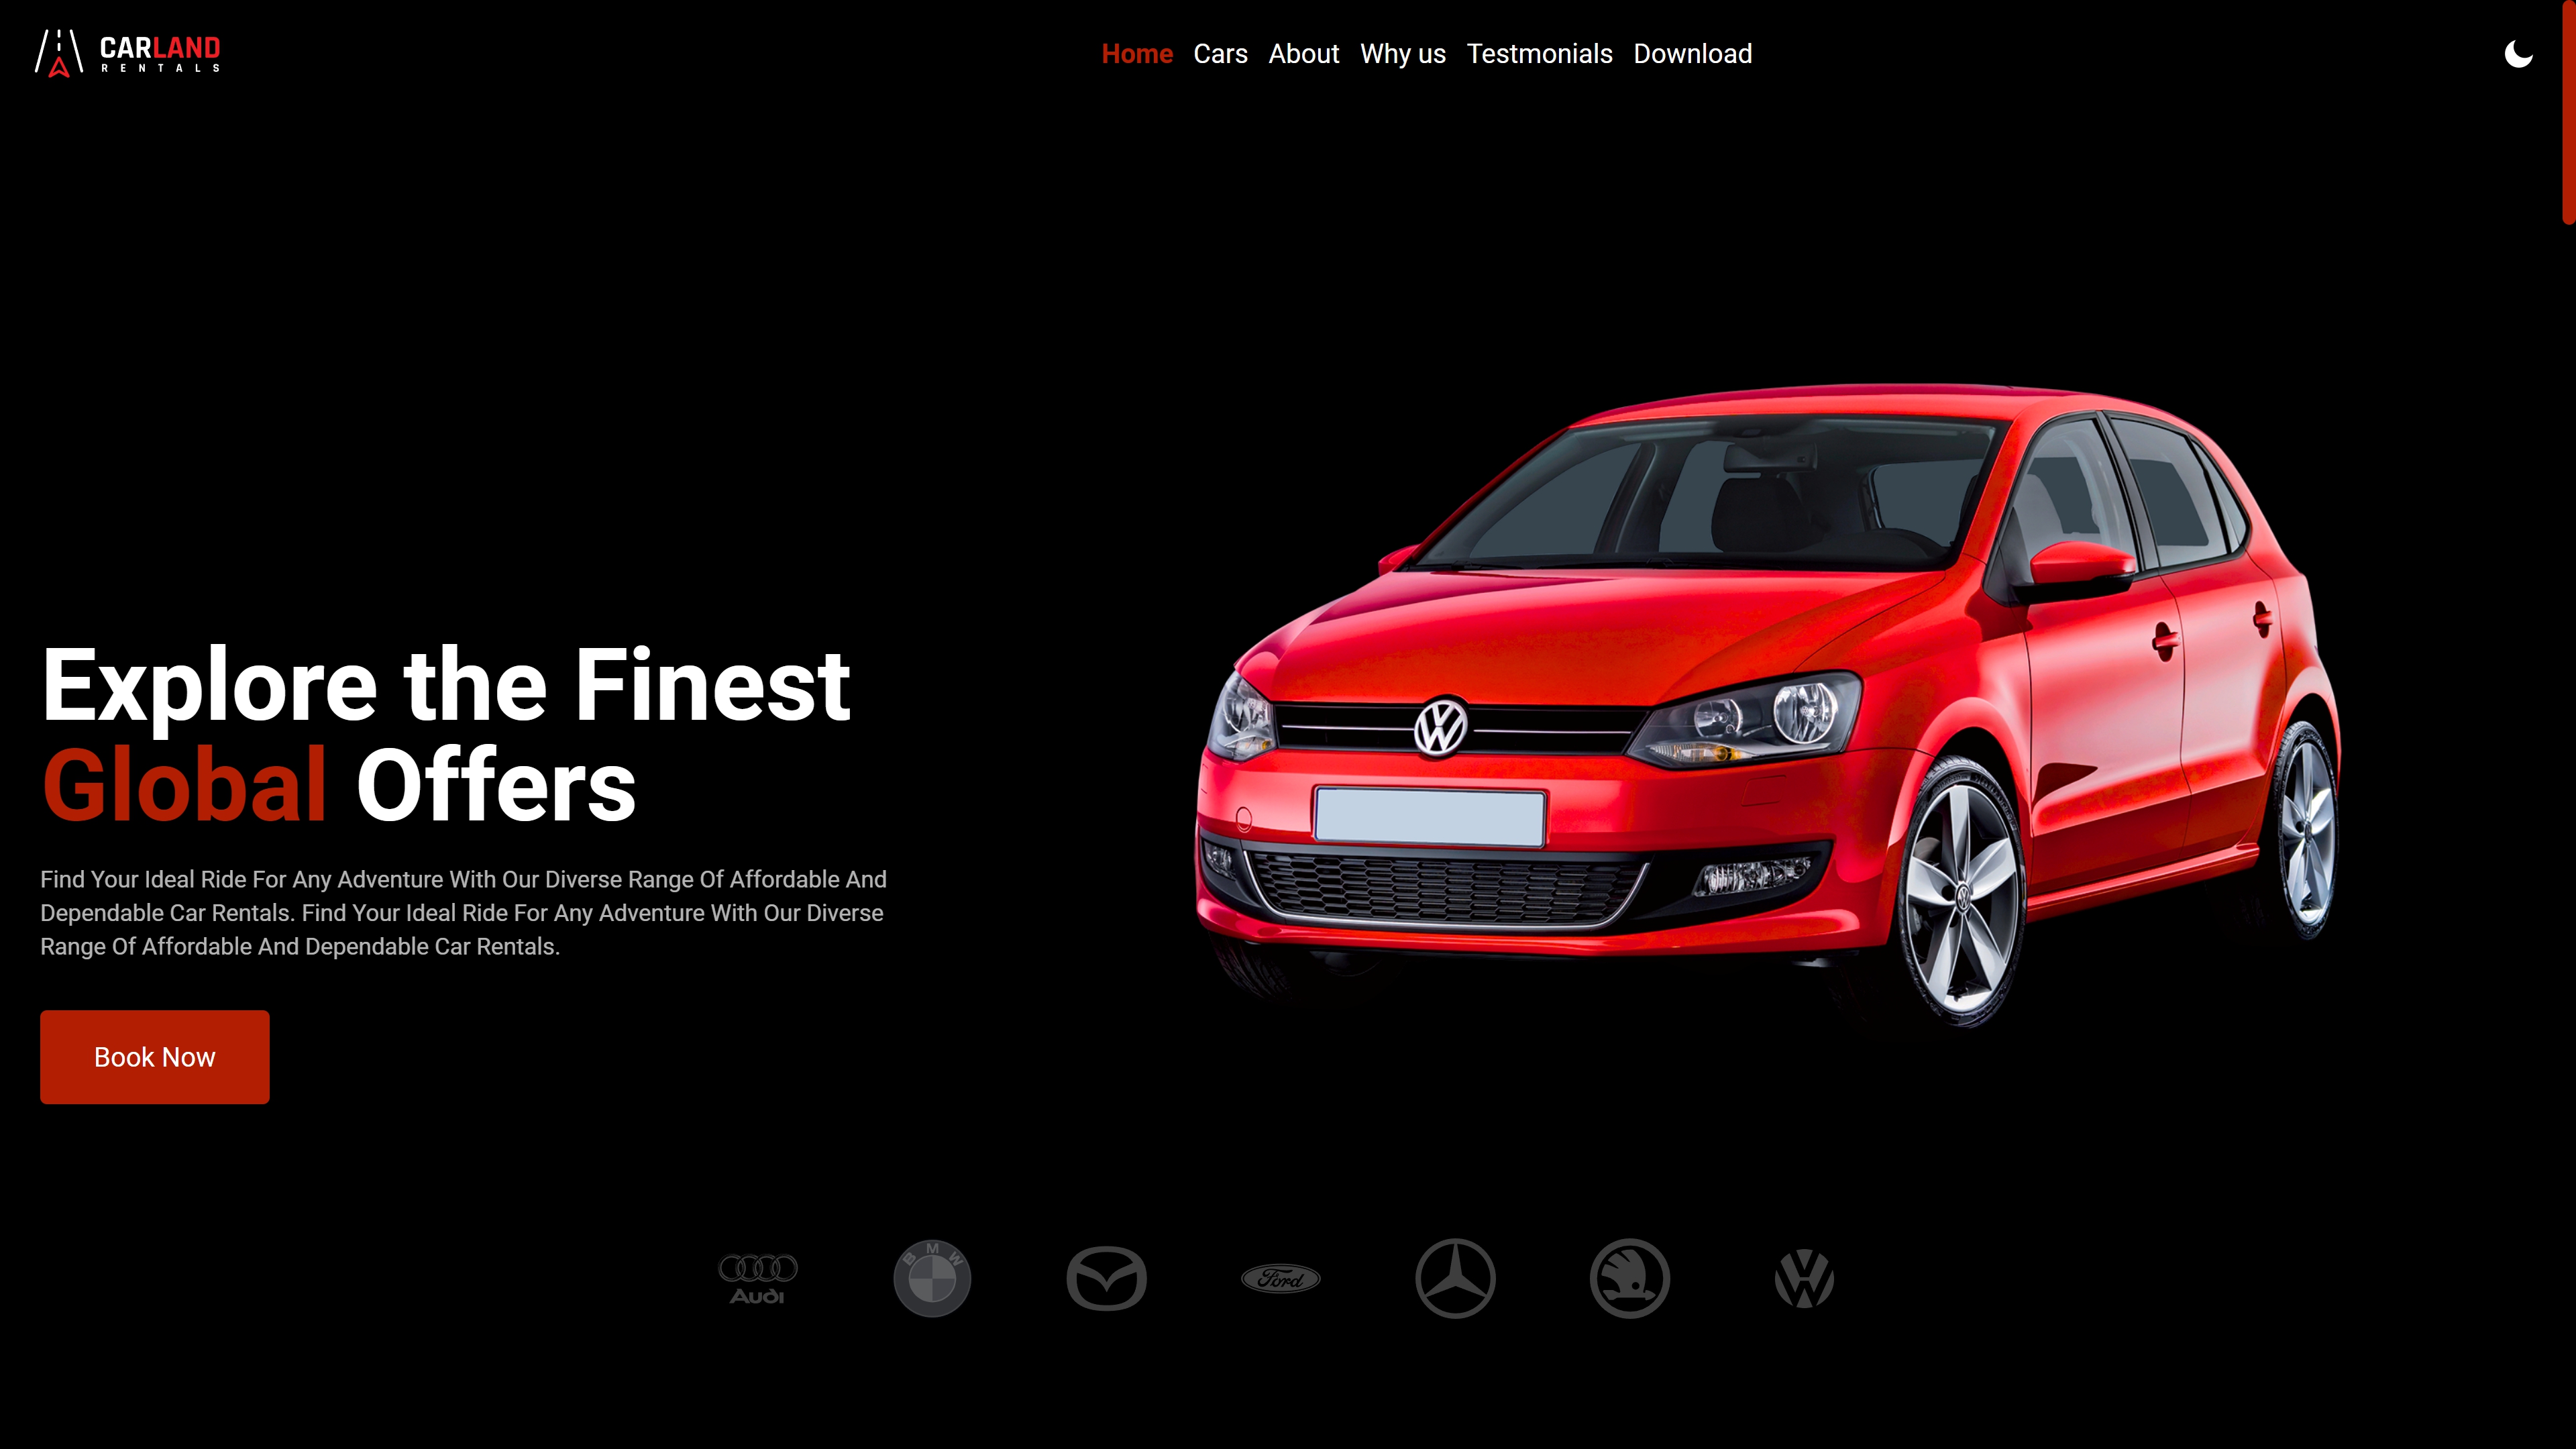 CARLAND
RENTALS
Home Cars About Why us Testmonials Download
Explore the Finest
Global Offers
Find Your Ideal Ride For Any Adventure With Our Diverse Range Of Affordable And
Dependable Car Rentals. Find Your Ideal Ride For Any Adventure With Our Diverse
Range Of Affordable And Dependable Car Rentals.
Book Now
Audi
BMW
Ford